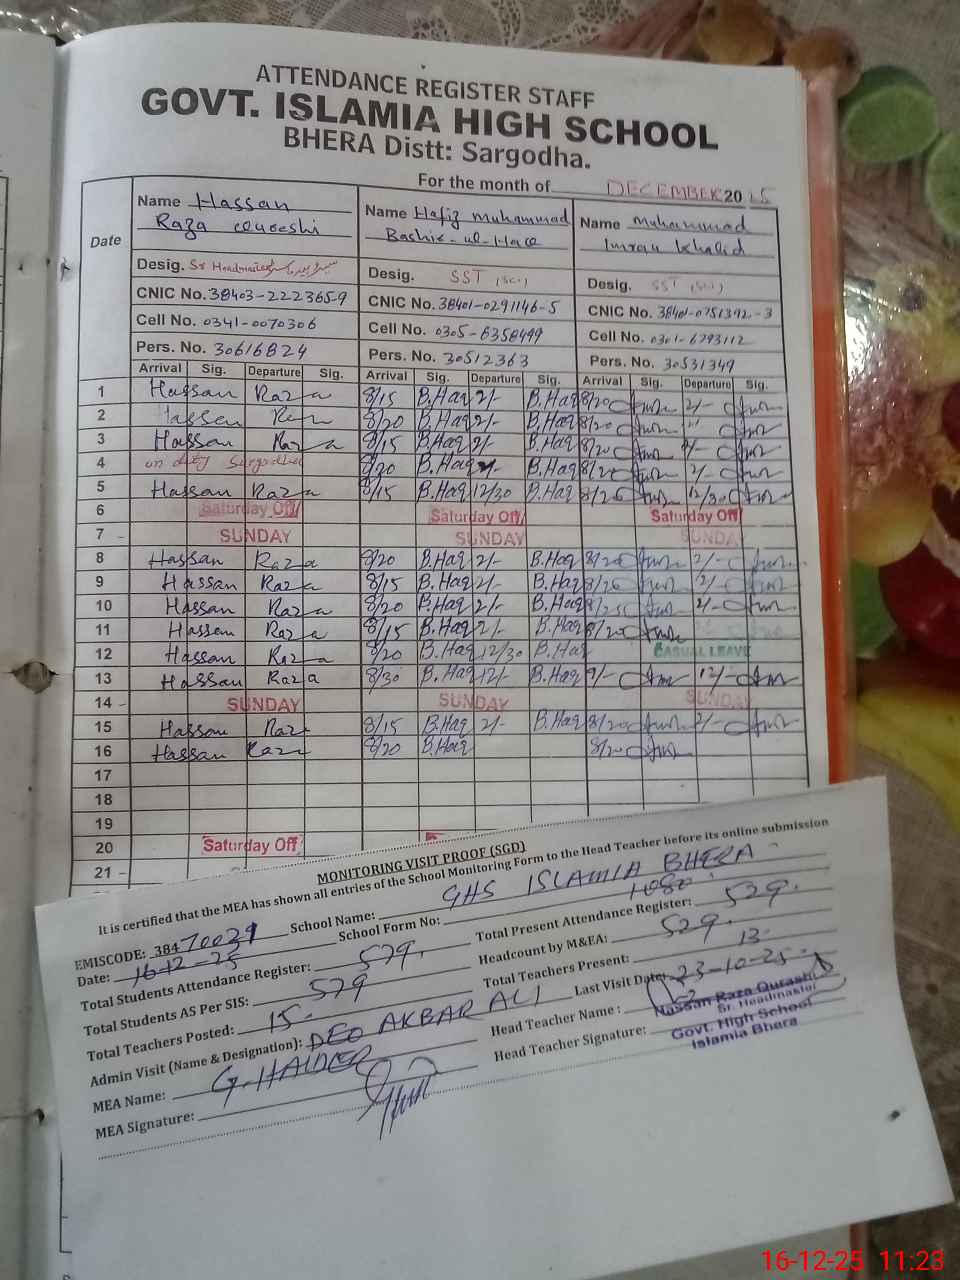 ATTENDANCE REGISTER STAFF
GOVT. ISLAMIA HIGH SCHOOL
BHERA Distt: Sargodha.
For the month of DECEMBER 20
Date
Name Hassan Raza Qureshi
Name Hafiz Muhammad Bashir-ul-Haq
Name Muhammad Imran Khalid
Desig. Sr Headmaster
Desig. SST (Sci)
Desig. SST (Sci)
CNIC No. 38403-2223659
CNIC No. 38401-0291146-5
CNIC No. 38401-0751392-3
Cell No. 0341-0070306
Cell No. 0305-6358499
Cell No. 0301-6793112
Pers. No. 30616824
Pers. No. 30512363
Pers. No. 30531349
Arrival Sig. Departure Sig. Arrival Sig. Departure Sig. Arrival Sig. Departure Sig.
1 Hassan Raza 8/15 B.Haq 2/- B.Haq 8/20 2/-
2 Hassan 8/20 B.Haq 2/- B.Haq 8/20
3 Hassan Raza 8/15 B.Haq 2/- B.Haq 8/20
4 on duty Sargodha 8/20 B.Haq B.Haq 8/20 2/-
5 Hassan Raza 8/15 B.Haq 12/30 B.Haq 12/30
6 Saturday Off Saturday Off Saturday Off
7 SUNDAY SUNDAY SUNDAY
8 Hassan Raza 8/20 B.Haq 2/- B.Haq 8/20 2/-
9 Hassan Raza 8/15 B.Haq 2/- B.Haq 2/-
10 Hassan Raza 8/20 B.Haq 2/- B.Haq 2/-
11 Hassan Raza 8/15 B.Haq 2/- B.Haq 8/20
12 Hassan Raza 8/20 B.Haq 12/30 B.Haq CASUAL LEAVE
13 Hassan Raza 8/30 B.Haq 12/- B.Haq 9/- 12/-
14 SUNDAY SUNDAY SUNDAY
15 Hassan Raza 8/15 B.Haq 2/- B.Haq 8/20 2/-
16 Hassan Raza 8/20 B.Haq 8/20
17
18
19
20 Saturday Off
21
MONITORING VISIT PROOF (SGD)
It is certified that the MEA has shown all entries of the School Monitoring Form to the Head Teacher before its online submission
EMISCODE: 38470039 School Name: GHS ISLAMIA BHERA
Date: 16-12-25 School Form No: 1080
Total Students Attendance Register: 579. Total Present Attendance Register: 529.
Total Students AS Per SIS: 579 Headcount by M&EA: 529.
Total Teachers Posted: 15. Total Teachers Present: 13.
Admin Visit (Name & Designation): DEO AKBAR ALI Last Visit Date: 23-10-25
MEA Name: G. HAIDER Head Teacher Name: Hassan Raza Qurashi
Sr. Headmaster
MEA Signature: Head Teacher Signature: Govt. High School
Islamia Bhera
16-12-25 11:23